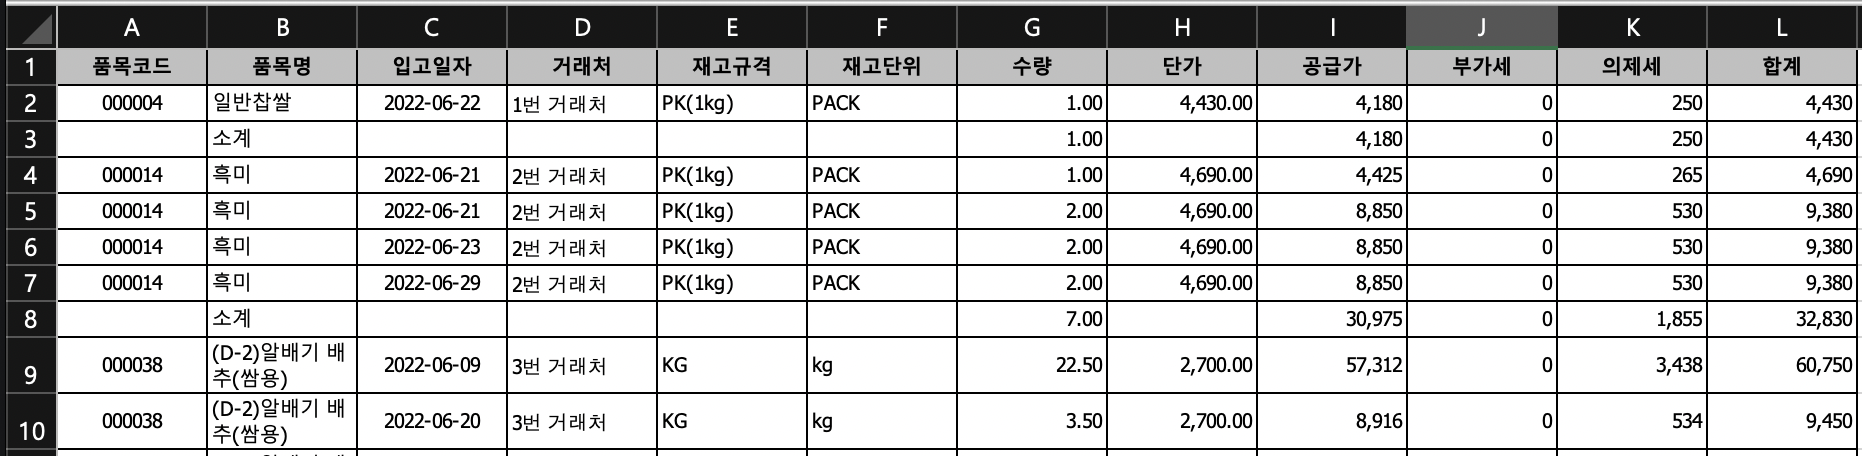 A B C D E F G H I J K L
1 품목코드 품목명 입고일자 거래처 재고규격 재고단위 수량 단가 공급가 부가세 의제세 합계
2 000004 일반찹쌀 2022-06-22 1번 거래처 PK(1kg) PACK 1.00 4,430.00 4,180 0 250 4,430
3 소계 1.00 4,180 0 250 4,430
4 000014 흑미 2022-06-21 2번 거래처 PK(1kg) PACK 1.00 4,690.00 4,425 0 265 4,690
5 000014 흑미 2022-06-21 2번 거래처 PK(1kg) PACK 2.00 4,690.00 8,850 0 530 9,380
6 000014 흑미 2022-06-23 2번 거래처 PK(1kg) PACK 2.00 4,690.00 8,850 0 530 9,380
7 000014 흑미 2022-06-29 2번 거래처 PK(1kg) PACK 2.00 4,690.00 8,850 0 530 9,380
8 소계 7.00 30,975 0 1,855 32,830
9 000038 (D-2)알배기 배 2022-06-09 3번 거래처 KG kg 22.50 2,700.00 57,312 0 3,438 60,750
추(쌈용)
10 000038 (D-2)알배기 배 2022-06-20 3번 거래처 KG kg 3.50 2,700.00 8,916 0 534 9,450
추(쌈용)